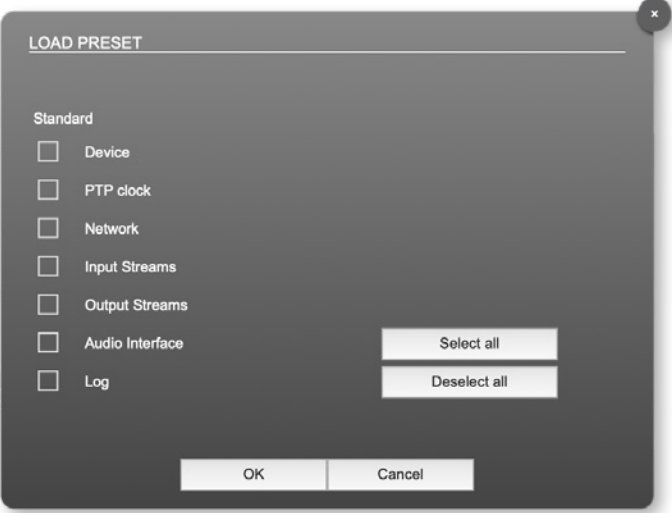 LOAD PRESET
Standard
Device
PTP clock
Network
Input Streams
Output Streams
Audio Interface
Select all
Log
Deselect all
OK
Cancel